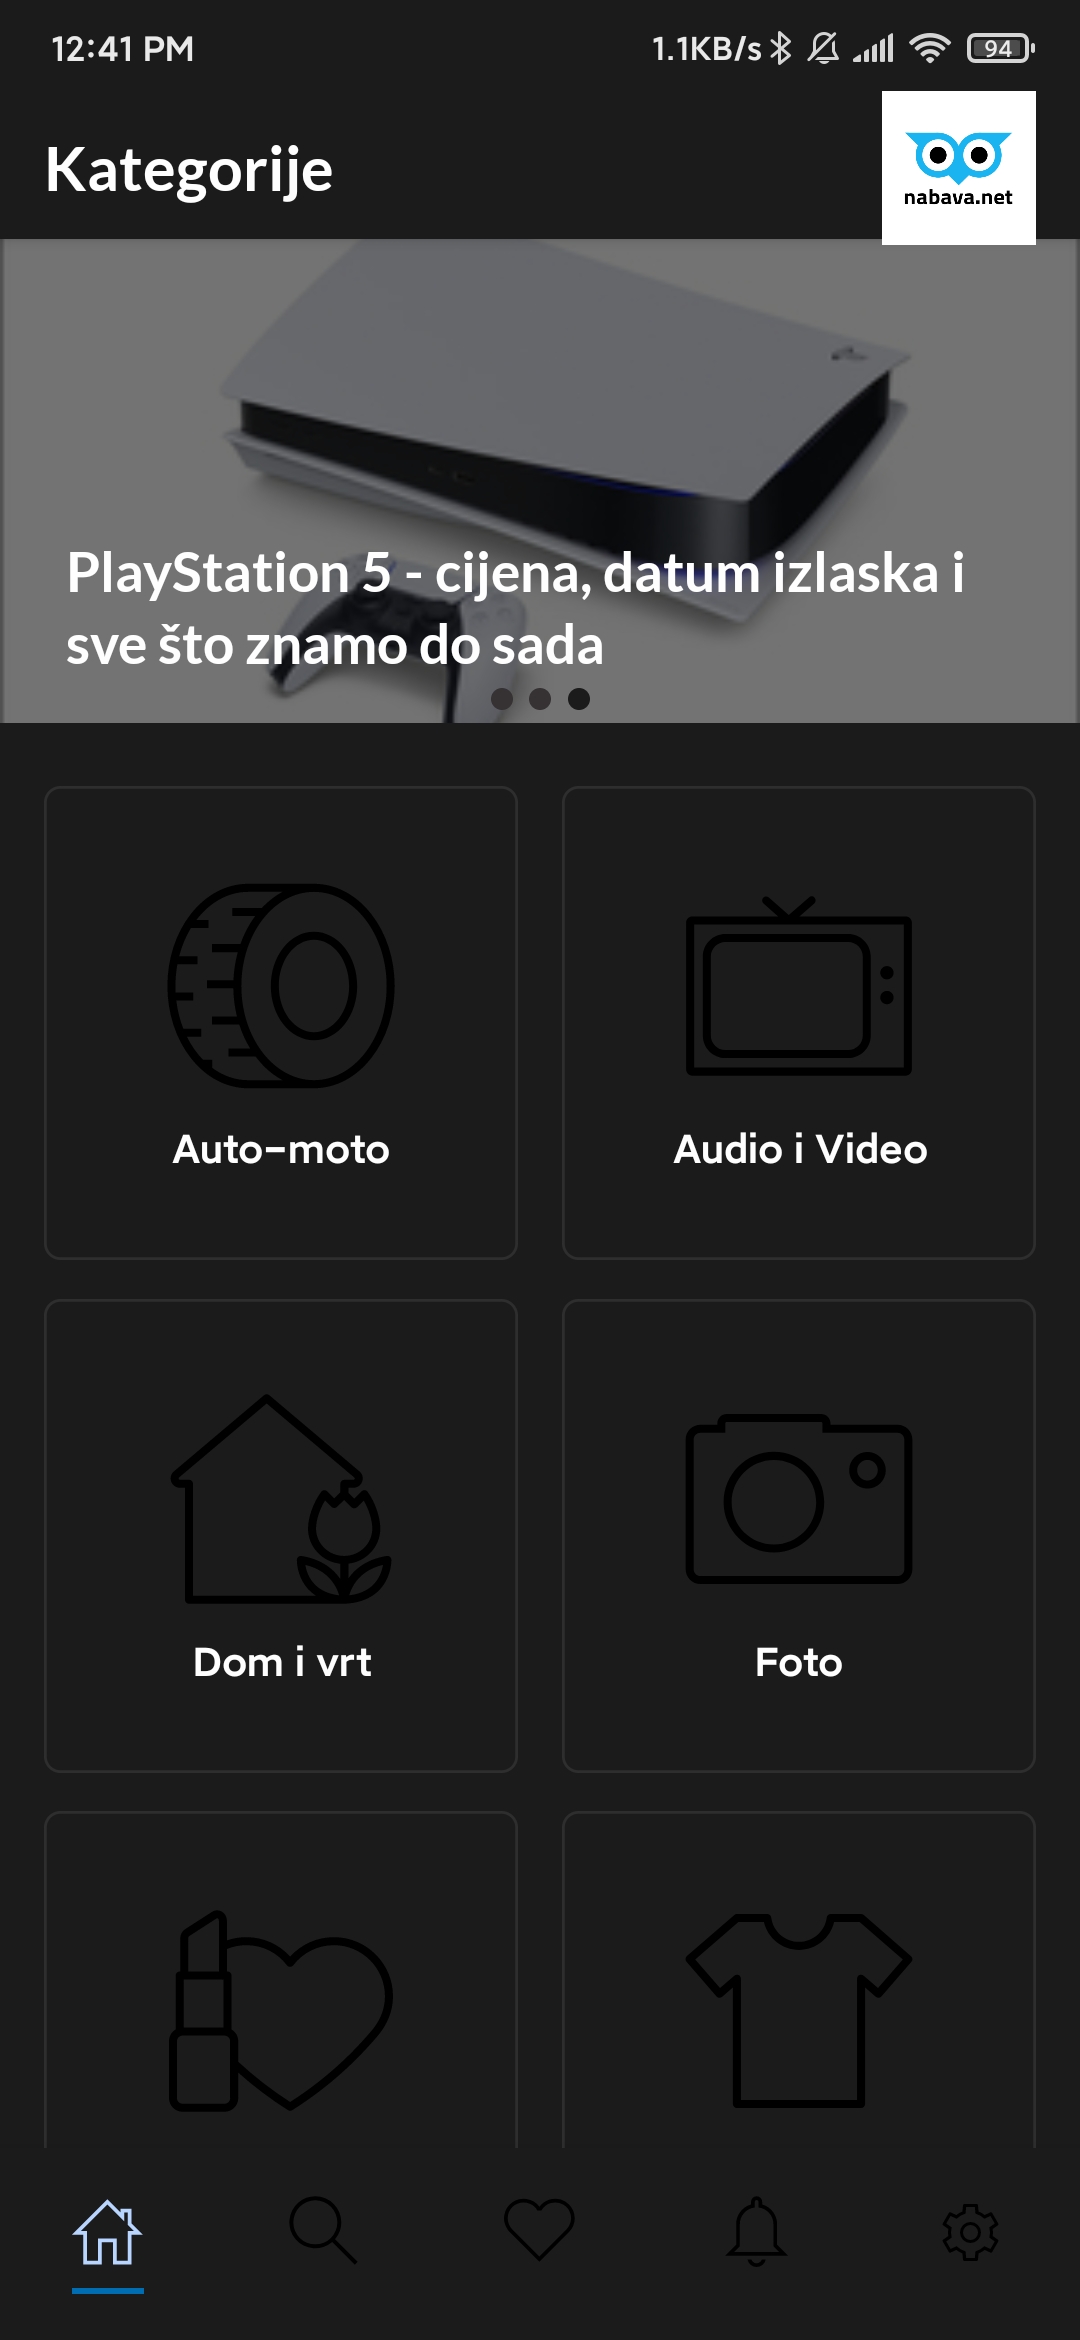 12:41 PM
1.1KB/s
94
Kategorije
nabava.net
PlayStation 5 - cijena, datum izlaska i
sve što znamo do sada
Auto-moto
Audio i Video
Dom i vrt
Foto